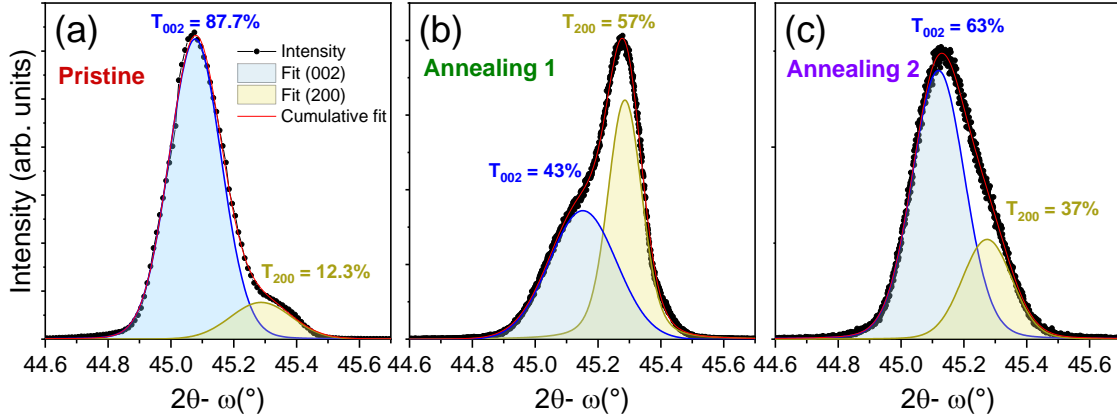 Intensity (arb. units)
(a)
T002 = 87.7%
Pristine
Intensity
Fit (002)
Fit (200)
Cumulative fit
T200 = 12.3%
44.6 44.8 45.0 45.2 45.4 45.6
2θ- ω(°)
(b)
T200 = 57%
Annealing 1
T002 = 43%
44.6 44.8 45.0 45.2 45.4 45.6
2θ- ω(°)
(c)
T002 = 63%
Annealing 2
T200 = 37%
44.6 44.8 45.0 45.2 45.4 45.6
2θ- ω(°)